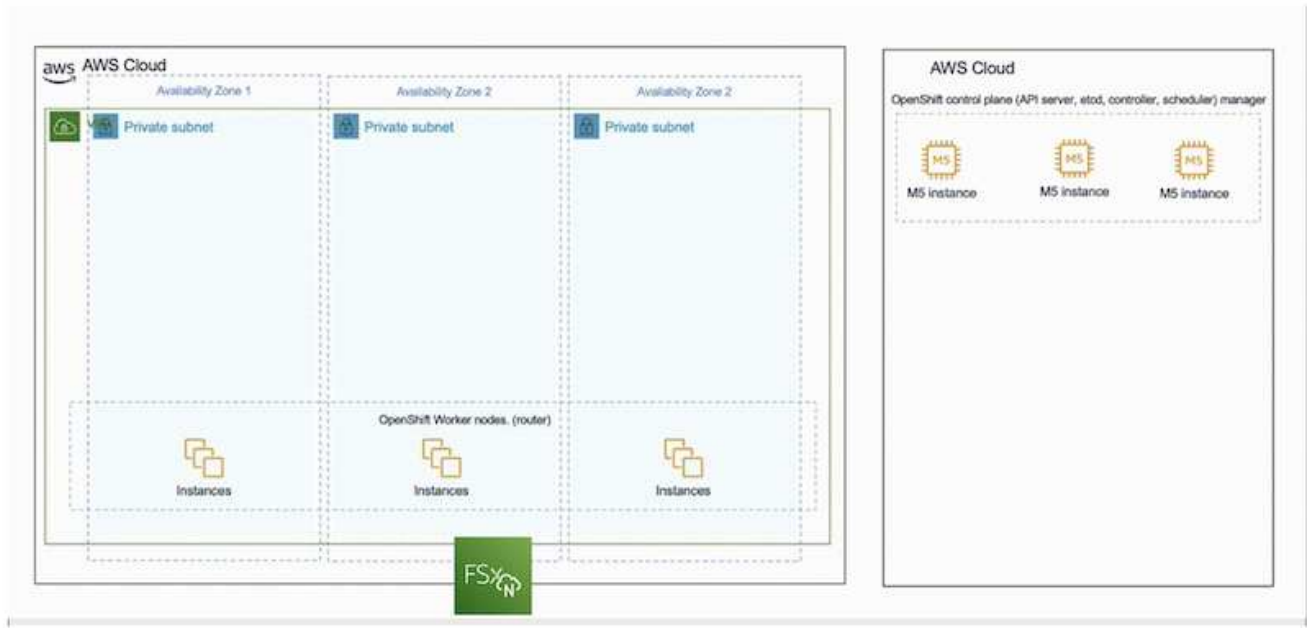 aws
AWS Cloud
Availability Zone 1
Availability Zone 2
Availability Zone 2
Private subnet
Private subnet
Private subnet
OpenShift Worker nodes. (router)
Instances
Instances
Instances
FSx
N
AWS Cloud
OpenShift control plane (API server, etcd, controller, scheduler) manager
M5
M5
M5
M5 instance
M5 instance
M5 instance